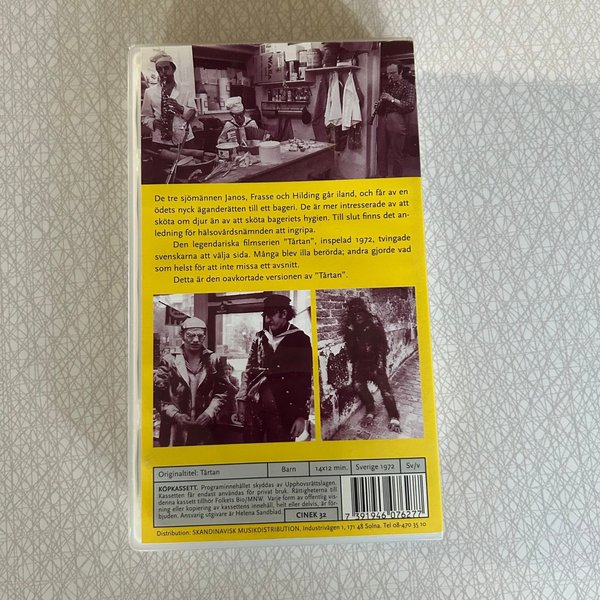 De tre sjömännen Janos, Frasse och Hilding går iland, och får av en
ödets nyck äganderätten till ett bageri. De är mer intresserade av att
sköta om djur än av att sköta bageriets hygien. Till slut finns det an-
ledning för hälsovårdsnämnden att ingripa.
Den legendariska filmserien "Tårtan", inspelad 1972, tvingade
svenskarna att välja sida. Många blev illa berörda; andra gjorde vad
som helst för att inte missa ett avsnitt.
Detta är den oavkortade versionen av "Tårtan".
Originaltitel: Tårtan Barn 14x12 min. Sverige 1972 Sv/v
KÖPKASSETT. Programinnehållet skyddas av Upphovsrättslagen.
Kassetten får endast användas för privat bruk. Rättigheterna till
denna kassett tillhör Folkets Bio/MNW. Varje form av offentlig vis-
ning eller kopiering av kassettens innehåll, helt eller delvis, är för-
bjuden. Ansvarig utgivare är Helena Sandblad.
CINEK 32
7 391946 076277
Distribution: SKANDINAVISK MUSIKDISTRIBUTION, Industrivägen 1, 171 48 Solna. Tel 08-470 35 10